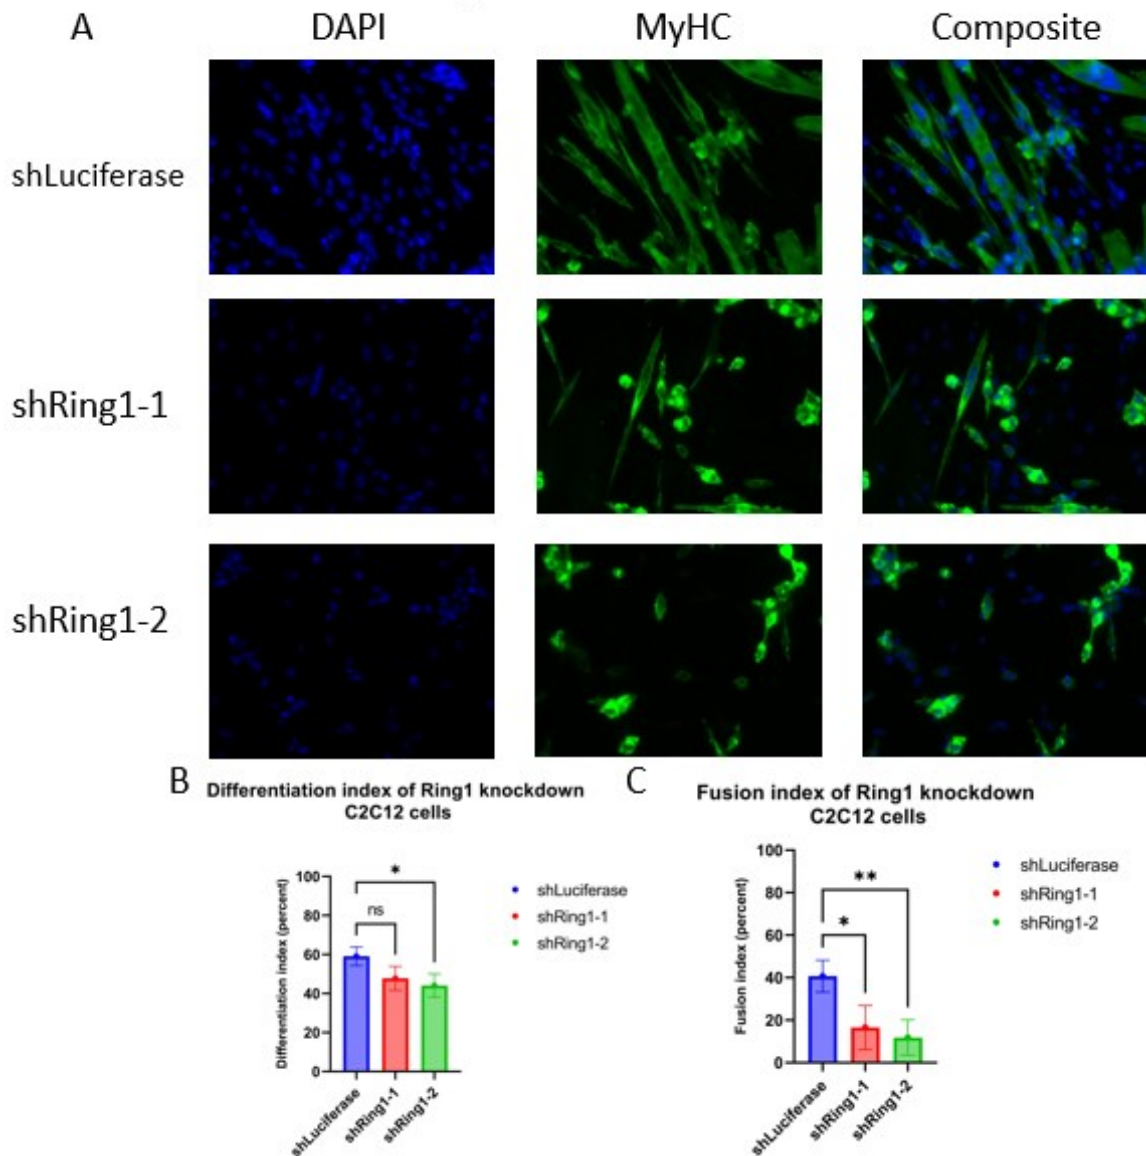 A DAPI MyHC Composite
shLuciferase
shRing1-1
shRing1-2
B Differentiation index of Ring1 knockdown
C2C12 cells
100
80
60
40
20
0
Differentiation index (percent)
*
ns
shLuciferase
shRing1-1
shRing1-2
shLuciferase
shRing1-1
shRing1-2
C Fusion index of Ring1 knockdown
C2C12 cells
100
80
60
40
20
0
Fusion index (percent)
**
*
shLuciferase
shRing1-1
shRing1-2
shLuciferase
shRing1-1
shRing1-2